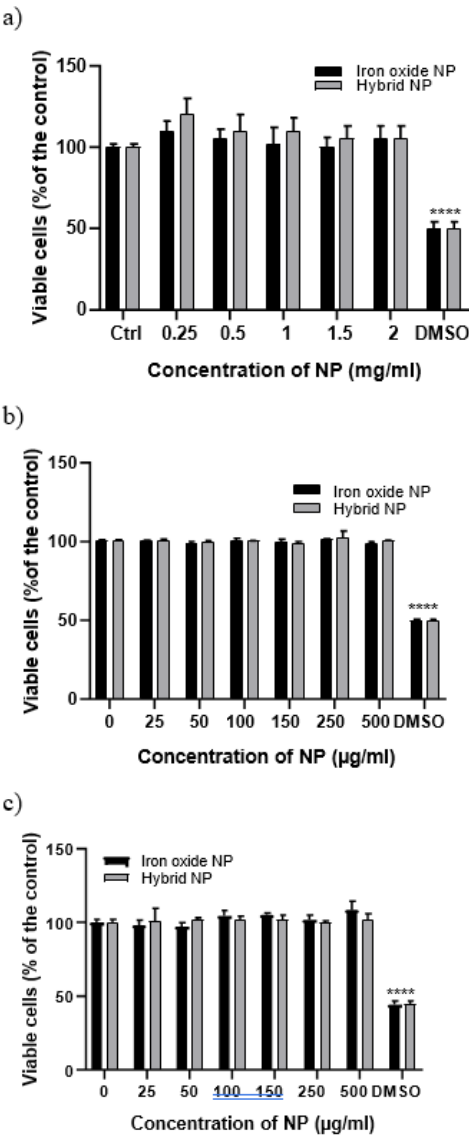 a)
150
Iron oxide NP
Hybrid NP
100
50
0
****
Viable cells (%of the control)
Ctrl 0.25 0.5 1 1.5 2 DMSO
Concentration of NP (mg/ml)
b)
150
Iron oxide NP
Hybrid NP
100
50
0
****
Viable cells (%of the control)
0 25 50 100 150 250 500 DMSO
Concentration of NP (µg/ml)
c)
150
Iron oxide NP
Hybrid NP
100
50
0
****
Viable cells (% of the control)
0 25 50 100 150 250 500 DMSO
Concentration of NP (µg/ml)